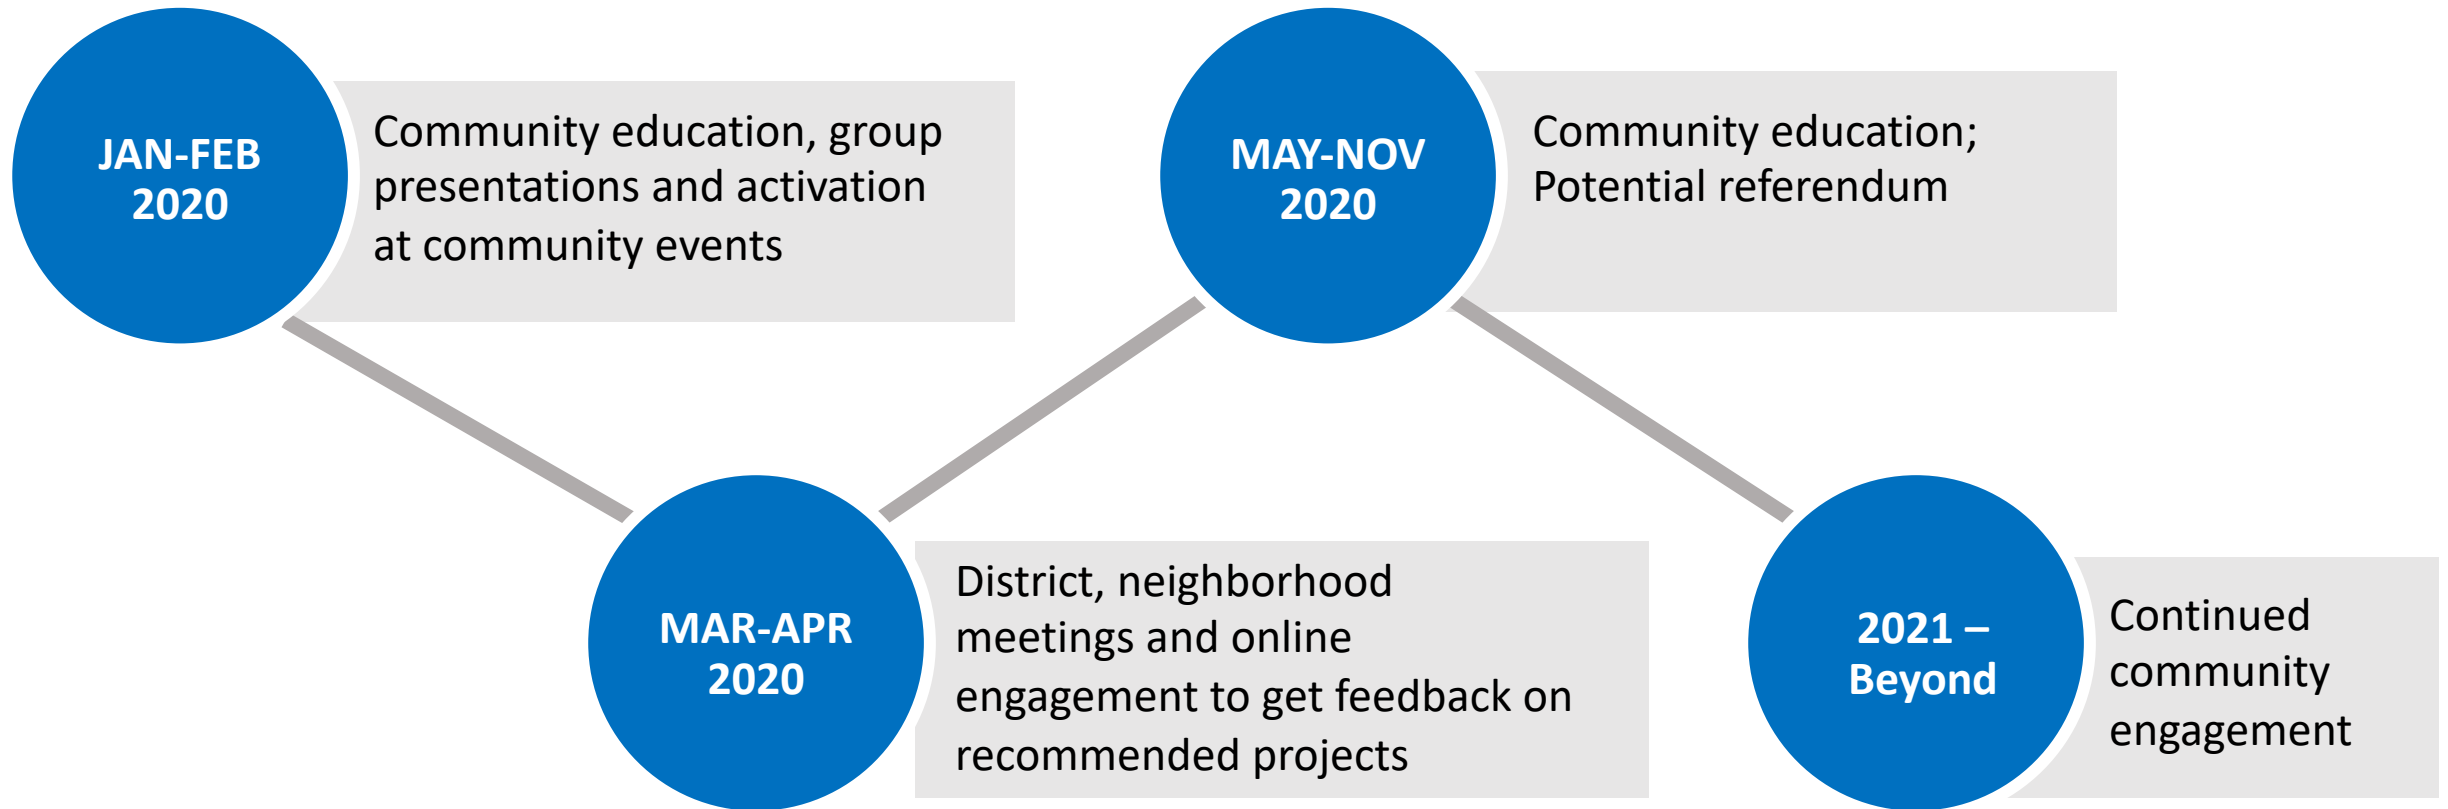 JAN-FEB
2020
Community education, group
presentations and activation
at community events
MAR-APR
2020
District, neighborhood
meetings and online
engagement to get feedback on
recommended projects
MAY-NOV
2020
Community education;
Potential referendum
2021 –
Beyond
Continued
community
engagement